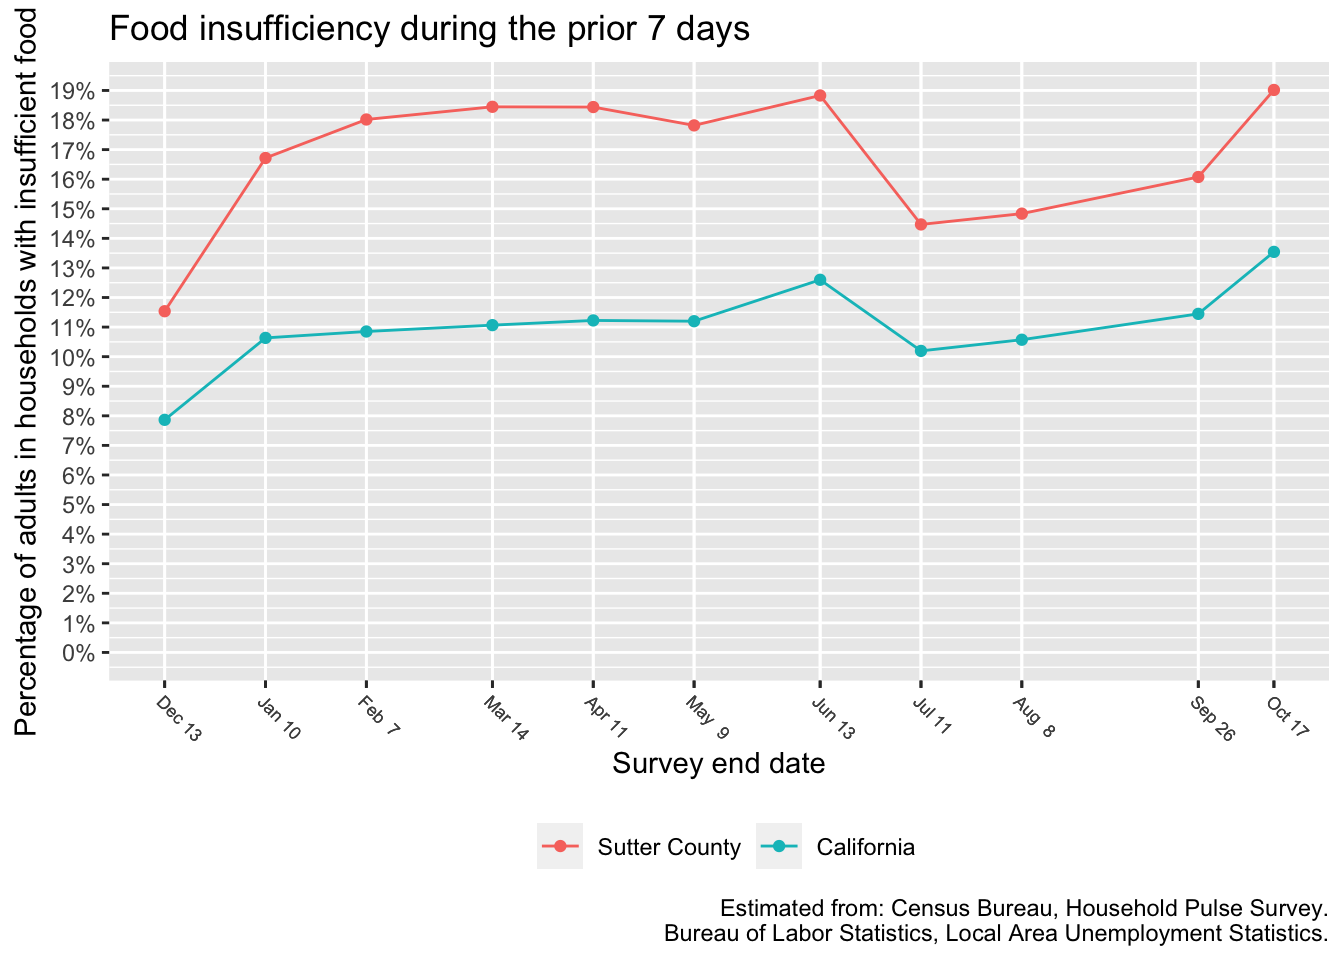 Food insufficiency during the prior 7 days
Percentage of adults in households with insufficient food
19%
18%
17%
16%
15%
14%
13%
12%
11%
10%
9%
8%
7%
6%
5%
4%
3%
2%
1%
0%
Dec 13
Jan 10
Feb 7
Mar 14
Apr 11
May 9
Jun 13
Jul 11
Aug 8
Sep 26
Oct 17
Survey end date
Sutter County
California
Estimated from: Census Bureau, Household Pulse Survey.
Bureau of Labor Statistics, Local Area Unemployment Statistics.